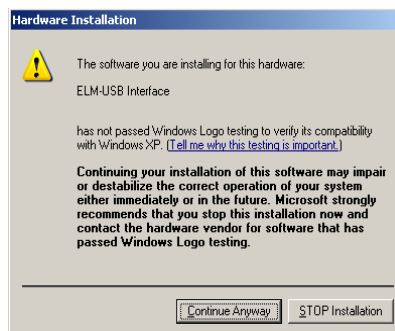 Hardware Installation
The software you are installing for this hardware:
ELM-USB Interface
has not passed Windows Logo testing to verify its compatibility
with Windows XP. (Tell me why this testing is important.)
Continuing your installation of this software may impair
or destabilize the correct operation of your system
either immediately or in the future. Microsoft strongly
recommends that you stop this installation now and
contact the hardware vendor for software that has
passed Windows Logo testing.
Continue Anyway
STOP Installation